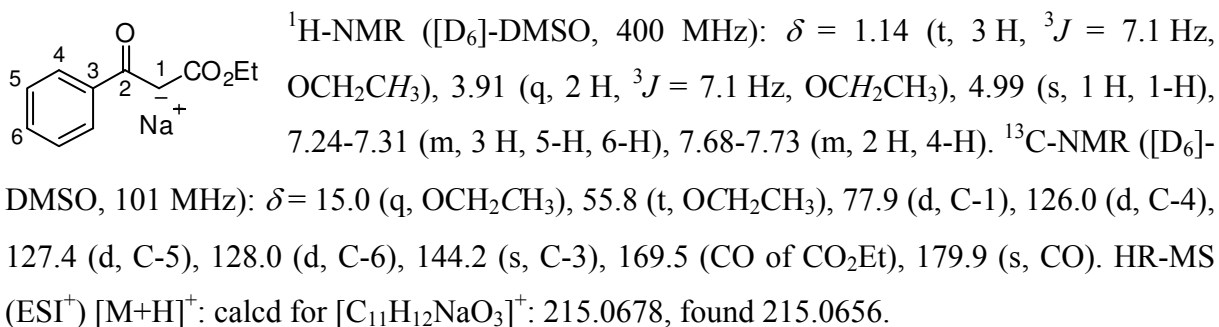 O
4
5
3
1
CO₂Et
2
–
+
6
Na
¹H-NMR ([D₆]-DMSO, 400 MHz): δ = 1.14 (t, 3 H, ³J = 7.1 Hz,
OCH₂CH₃), 3.91 (q, 2 H, ³J = 7.1 Hz, OCH₂CH₃), 4.99 (s, 1 H, 1-H),
7.24-7.31 (m, 3 H, 5-H, 6-H), 7.68-7.73 (m, 2 H, 4-H). ¹³C-NMR ([D₆]-
DMSO, 101 MHz): δ = 15.0 (q, OCH₂CH₃), 55.8 (t, OCH₂CH₃), 77.9 (d, C-1), 126.0 (d, C-4),
127.4 (d, C-5), 128.0 (d, C-6), 144.2 (s, C-3), 169.5 (CO of CO₂Et), 179.9 (s, CO). HR-MS
(ESI⁺) [M+H]⁺: calcd for [C₁₁H₁₂NaO₃]⁺: 215.0678, found 215.0656.